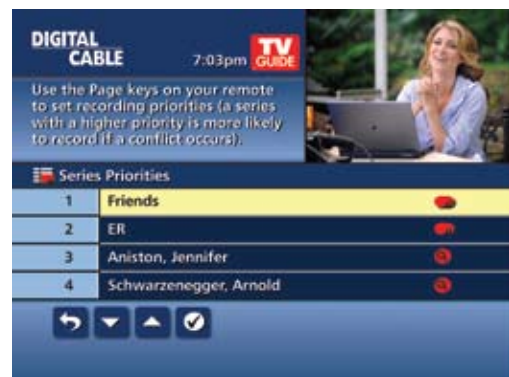 DIGITAL
CABLE
7:03pm
TV
GUIDE
Use the Page keys on your remote
to set recording priorities (a series
with a higher priority is more likely
to record if a conflict occurs).
Series Priorities
1 Friends
2 ER
3 Aniston, Jennifer
4 Schwarzenegger, Arnold